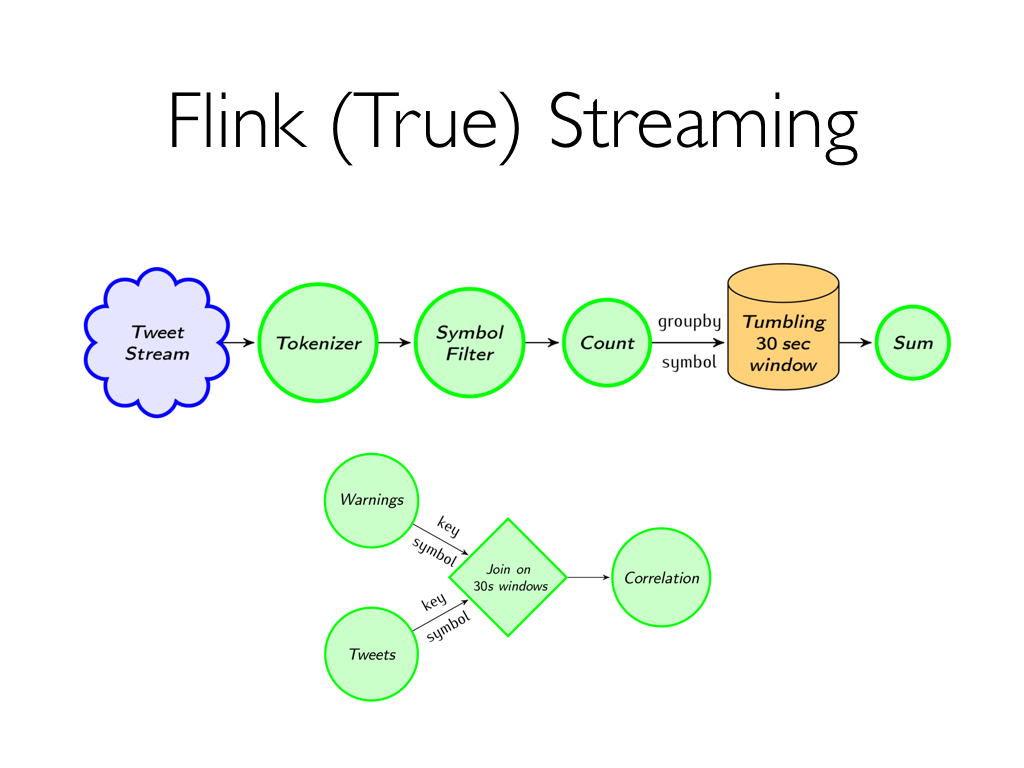 Flink (True) Streaming
Tweet
Stream
Tokenizer
Symbol
Filter
Count
groupby
symbol
Tumbling
30 sec
window
Sum
Warnings
key
symbol
Join on
30s windows
Correlation
key
symbol
Tweets